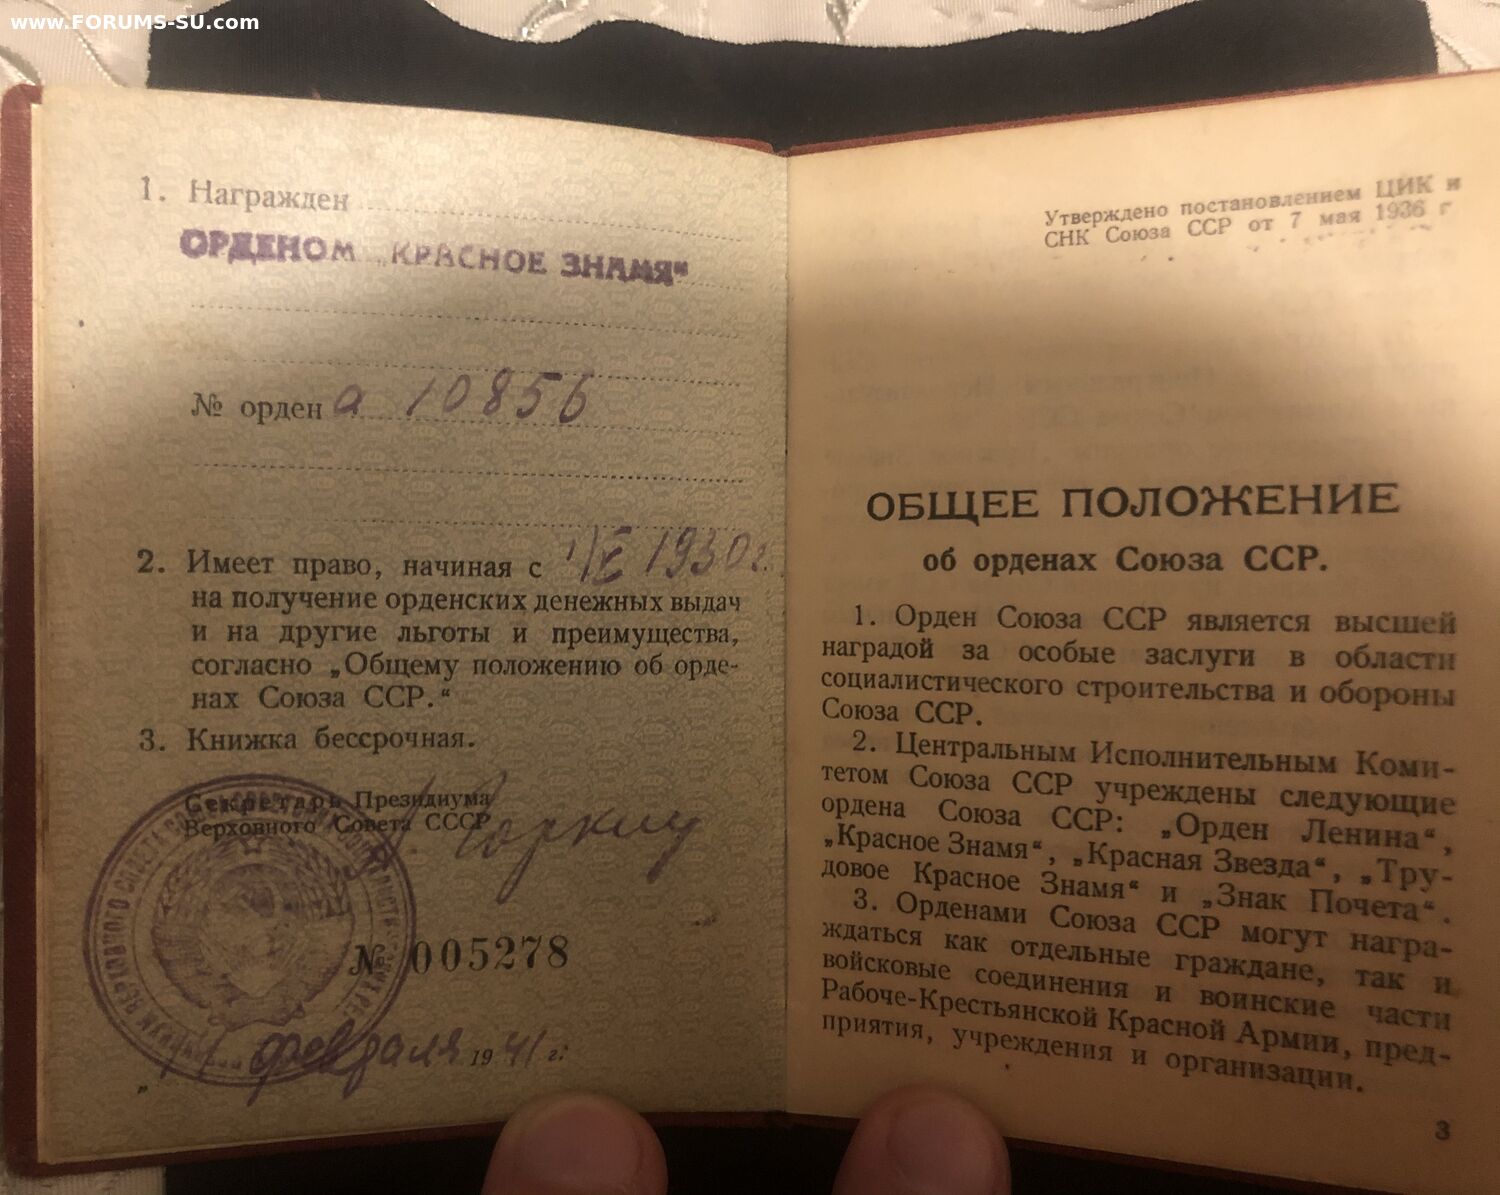 www.FORUMS-SU.com
1. Награжден
ОРДЕНОМ „КРАСНОЕ ЗНАМЯ“
№ орден а 10856
2. Имеет право, начиная с 1930 г.
на получение орденских денежных выдач
и на другие льготы и преимущества,
согласно „Общему положению об орде-
нах Союза ССР.“
3. Книжка бессрочная.
Секретарь Президиума
Верховного Совета СССР
А. Горкин
№ 005278
февраля 1941 г.
Утверждено постановлением ЦИК и
СНК Союза ССР от 7 мая 1936 г
ОБЩЕЕ ПОЛОЖЕНИЕ
об орденах Союза ССР.
1. Орден Союза ССР является высшей
наградой за особые заслуги в области
социалистического строительства и обороны
Союза ССР.
2. Центральным Исполнительным Коми-
тетом Союза ССР учреждены следующие
ордена Союза ССР: „Орден Ленина“,
„Красное Знамя“, „Красная Звезда“, „Тру-
довое Красное Знамя“ и „Знак Почета“.
3. Орденами Союза ССР могут награ-
ждаться как отдельные граждане, так и
войсковые соединения и воинские части
Рабоче-Крестьянской Красной Армии, пред-
приятия, учреждения и организации.
3